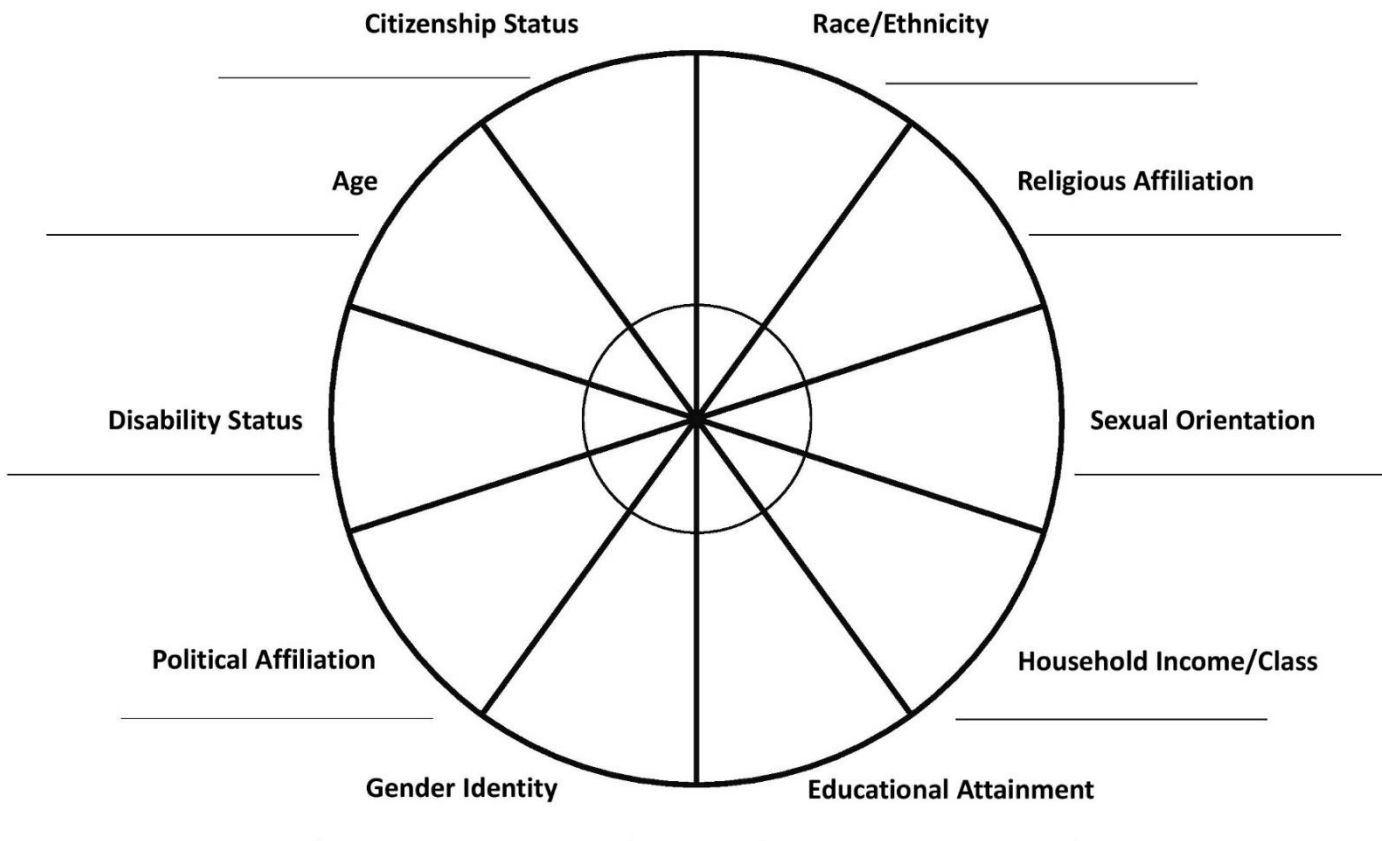 Citizenship Status
Race/Ethnicity
Age
Religious Affiliation
Disability Status
Sexual Orientation
Political Affiliation
Household Income/Class
Gender Identity
Educational Attainment